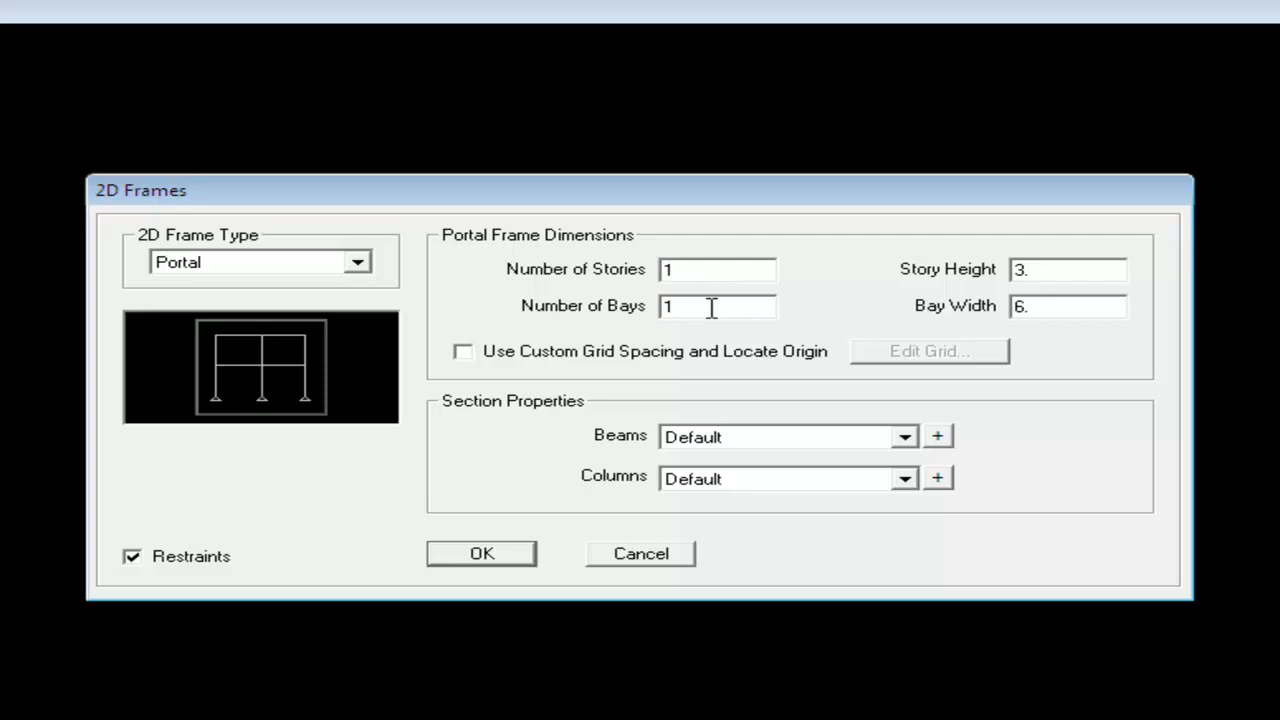 2D Frames
2D Frame Type
Portal
Portal Frame Dimensions
Number of Stories 1
Story Height 3.
Number of Bays 1
Bay Width 6.
Use Custom Grid Spacing and Locate Origin
Edit Grid...
Section Properties
Beams Default +
Columns Default +
Restraints
OK
Cancel